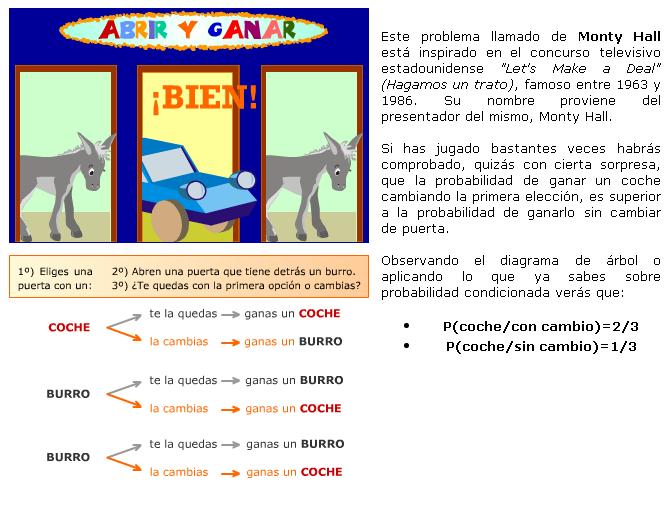 ABRIR Y GANAR
¡BIEN!
1º) Eliges una puerta con un:
2º) Abren una puerta que tiene detrás un burro.
3º) ¿Te quedas con la primera opción o cambias?
COCHE
te la quedas ganas un COCHE
la cambias ganas un BURRO
BURRO
te la quedas ganas un BURRO
la cambias ganas un COCHE
BURRO
te la quedas ganas un BURRO
la cambias ganas un COCHE
Este problema llamado de Monty Hall
está inspirado en el concurso televisivo
estadounidense "Let's Make a Deal"
(Hagamos un trato), famoso entre 1963 y
1986. Su nombre proviene del
presentador del mismo, Monty Hall.
Si has jugado bastantes veces habrás
comprobado, quizás con cierta sorpresa,
que la probabilidad de ganar un coche
cambiando la primera elección, es superior
a la probabilidad de ganarlo sin cambiar
de puerta.
Observando el diagrama de árbol o
aplicando lo que ya sabes sobre
probabilidad condicionada verás que:
• P(coche/con cambio)=2/3
• P(coche/sin cambio)=1/3